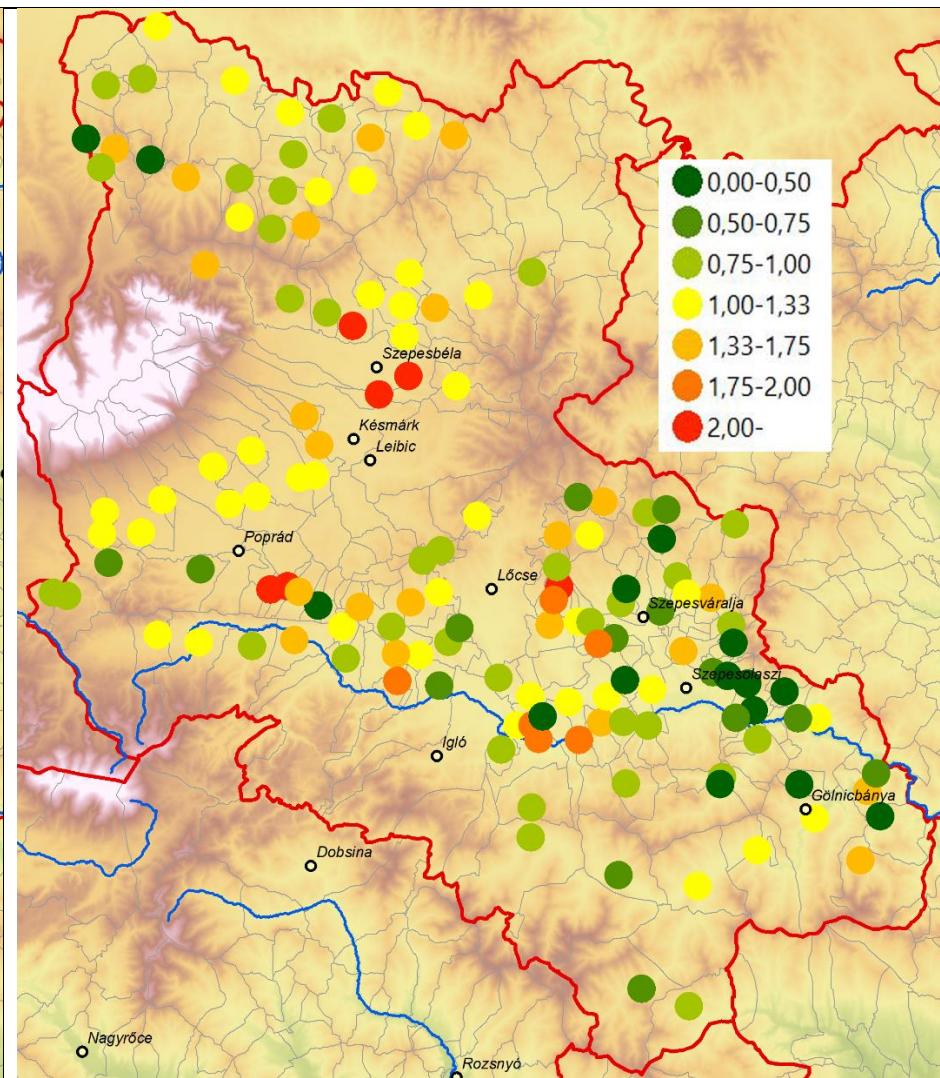 0,00-0,50
0,50-0,75
0,75-1,00
1,00-1,33
1,33-1,75
1,75-2,00
2,00-
Szepesbéla
Késmárk
Leibic
Poprád
Lőcse
Szepesváralja
Szepesolaszi
Igló
Gölnicbánya
Dobsina
Nagyrőce
Rozsnyó